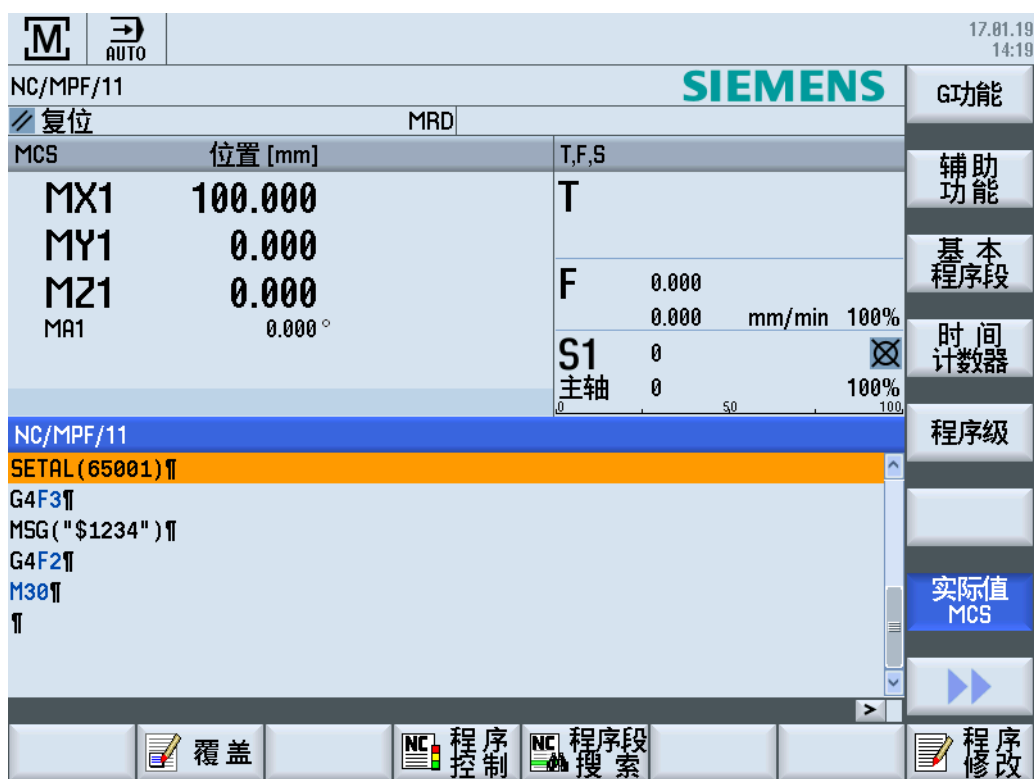 M AUTO
17.01.19
14:19
NC/MPF/11
SIEMENS
复位
MRD
MCS 位置 [mm]
T,F,S
MX1 100.000
MY1 0.000
MZ1 0.000
MA1 0.000 °
T
F 0.000
0.000 mm/min 100%
S1 0
主轴 0 100%
0 50 100
NC/MPF/11
SETAL(65001)¶
G4F3¶
MSG("$1234")¶
G4F2¶
M30¶
¶
>
G功能
辅助
功能
基本
程序段
时间
计数器
程序级
实际值
MCS
覆盖
NC 程序
控制
NC 程序段
搜索
程序
修改